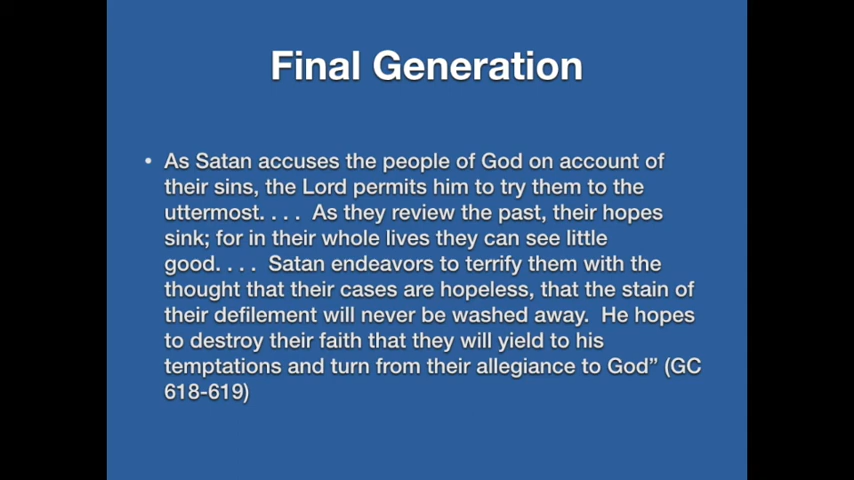 Final Generation
• As Satan accuses the people of God on account of
their sins, the Lord permits him to try them to the
uttermost. . . .  As they review the past, their hopes
sink; for in their whole lives they can see little
good. . . .  Satan endeavors to terrify them with the
thought that their cases are hopeless, that the stain of
their defilement will never be washed away.  He hopes
to destroy their faith that they will yield to his
temptations and turn from their allegiance to God” (GC
618-619)